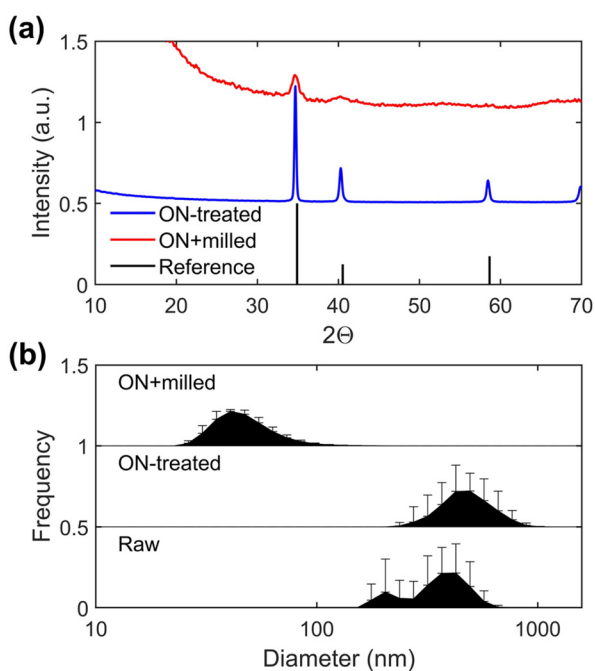 (a)
1.5
1
0.5
0
Intensity (a.u.)
ON-treated
ON+milled
Reference
10 20 30 40 50 60 70
2Θ
(b)
1.5
1
0.5
0
Frequency
ON+milled
ON-treated
Raw
10 100 1000
Diameter (nm)